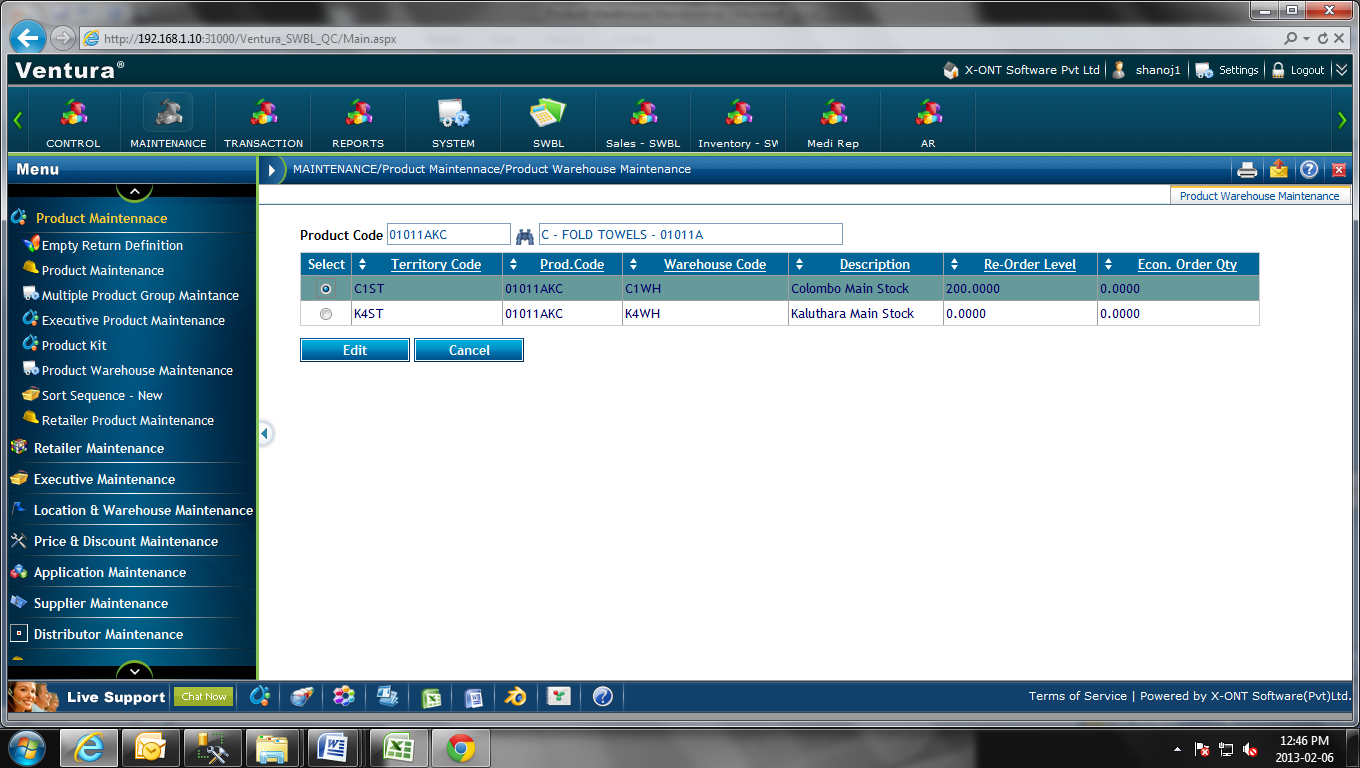 http://192.168.1.10:31000/Ventura_SWBL_QC/Main.aspx
Ventura®
X-ONT Software Pvt Ltd
shanoj1
Settings
Logout
CONTROL
MAINTENANCE
TRANSACTION
REPORTS
SYSTEM
SWBL
Sales - SWBL
Inventory - SW
Medi Rep
AR
Menu
MAINTENANCE/Product Maintennace/Product Warehouse Maintenance
Product Warehouse Maintenance
Product Maintennace
Empty Return Definition
Product Maintenance
Multiple Product Group Maintance
Executive Product Maintenance
Product Kit
Product Warehouse Maintenance
Sort Sequence - New
Retailer Product Maintenance
Retailer Maintenance
Executive Maintenance
Location & Warehouse Maintenance
Price & Discount Maintenance
Application Maintenance
Supplier Maintenance
Distributor Maintenance
Product Code 01011AKC C - FOLD TOWELS - 01011A
Select Territory Code Prod.Code Warehouse Code Description Re-Order Level Econ. Order Qty
C1ST 01011AKC C1WH Colombo Main Stock 200.0000 0.0000
K4ST 01011AKC K4WH Kaluthara Main Stock 0.0000 0.0000
Edit Cancel
Live Support Chat Now
Terms of Service | Powered by X-ONT Software(Pvt)Ltd.
12:46 PM
2013-02-06